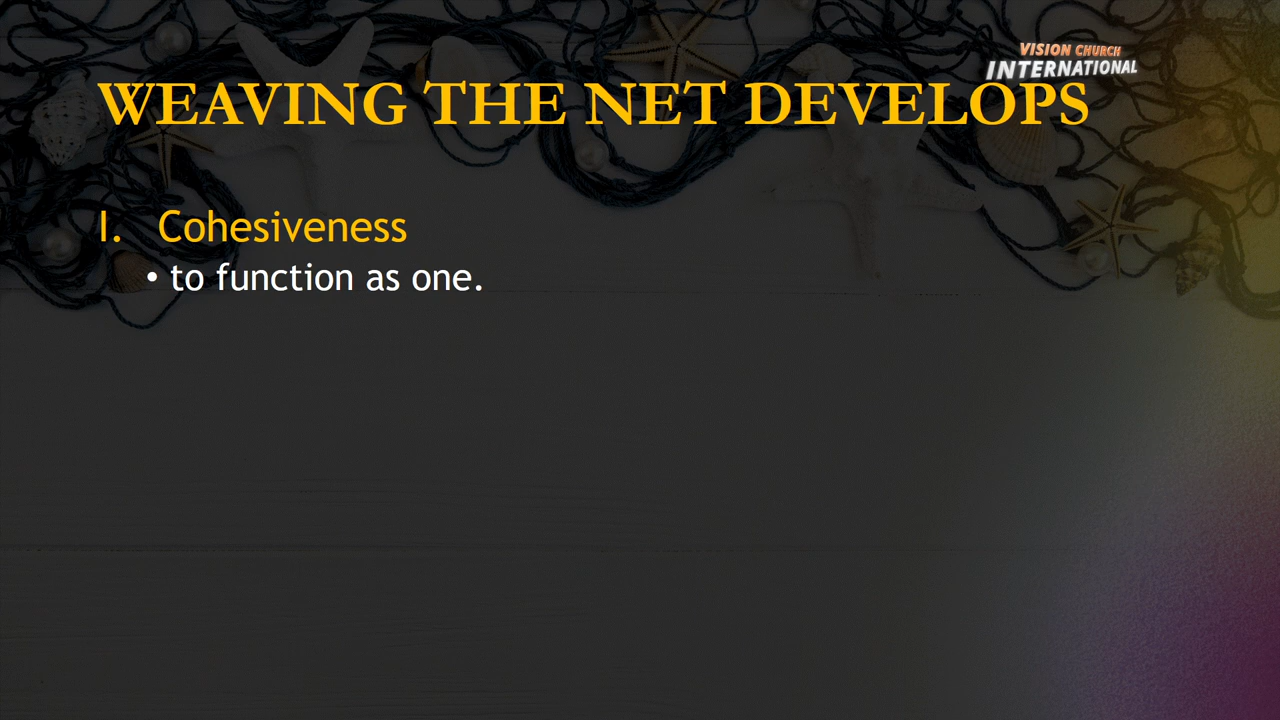 VISION CHURCH
INTERNATIONAL
WEAVING THE NET DEVELOPS
I. Cohesiveness
• to function as one.